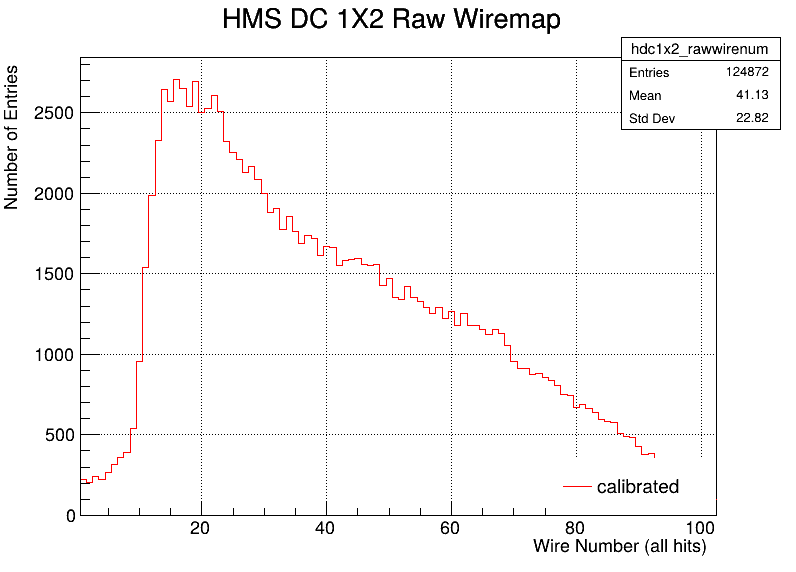 HMS DC 1X2 Raw Wiremap
hdc1x2_rawwirenum
Entries 124872
Mean 41.13
Std Dev 22.82
Number of Entries
2500
2000
1500
1000
500
0
calibrated
20 40 60 80 100
Wire Number (all hits)